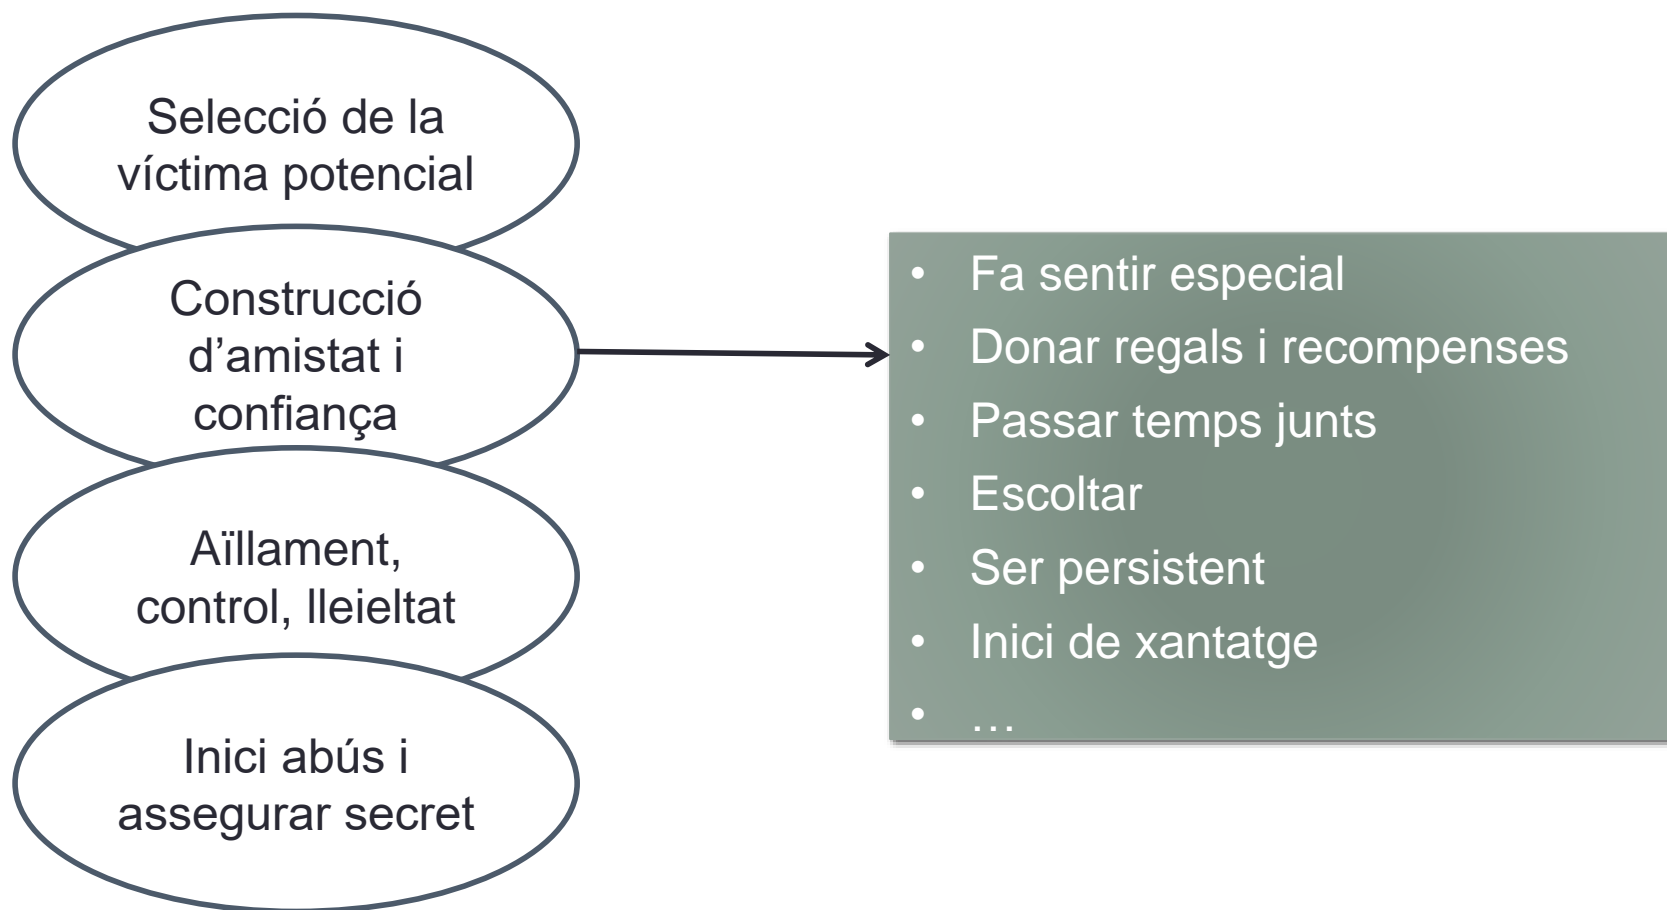 Selecció de la
víctima potencial
Construcció
d’amistat i
confiança
Aïllament,
control, lleieltat
Inici abús i
assegurar secret
• Fa sentir especial
• Donar regals i recompenses
• Passar temps junts
• Escoltar
• Ser persistent
• Inici de xantatge
• …